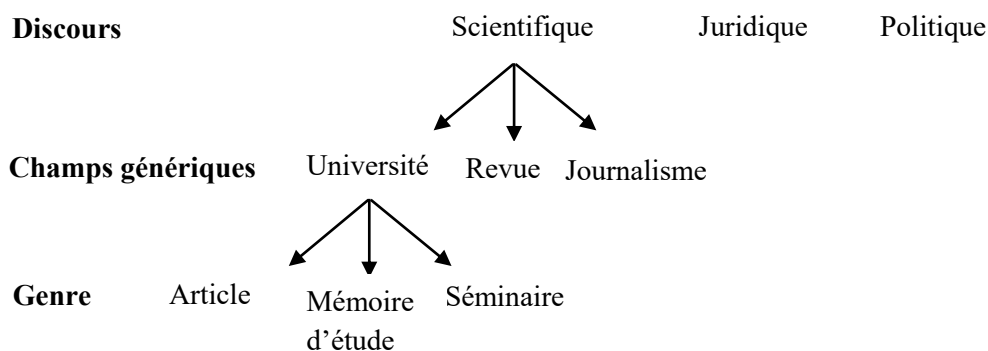 Discours Scientifique Juridique Politique
Champs génériques Université Revue Journalisme
Genre Article Mémoire Séminaire
d’étude